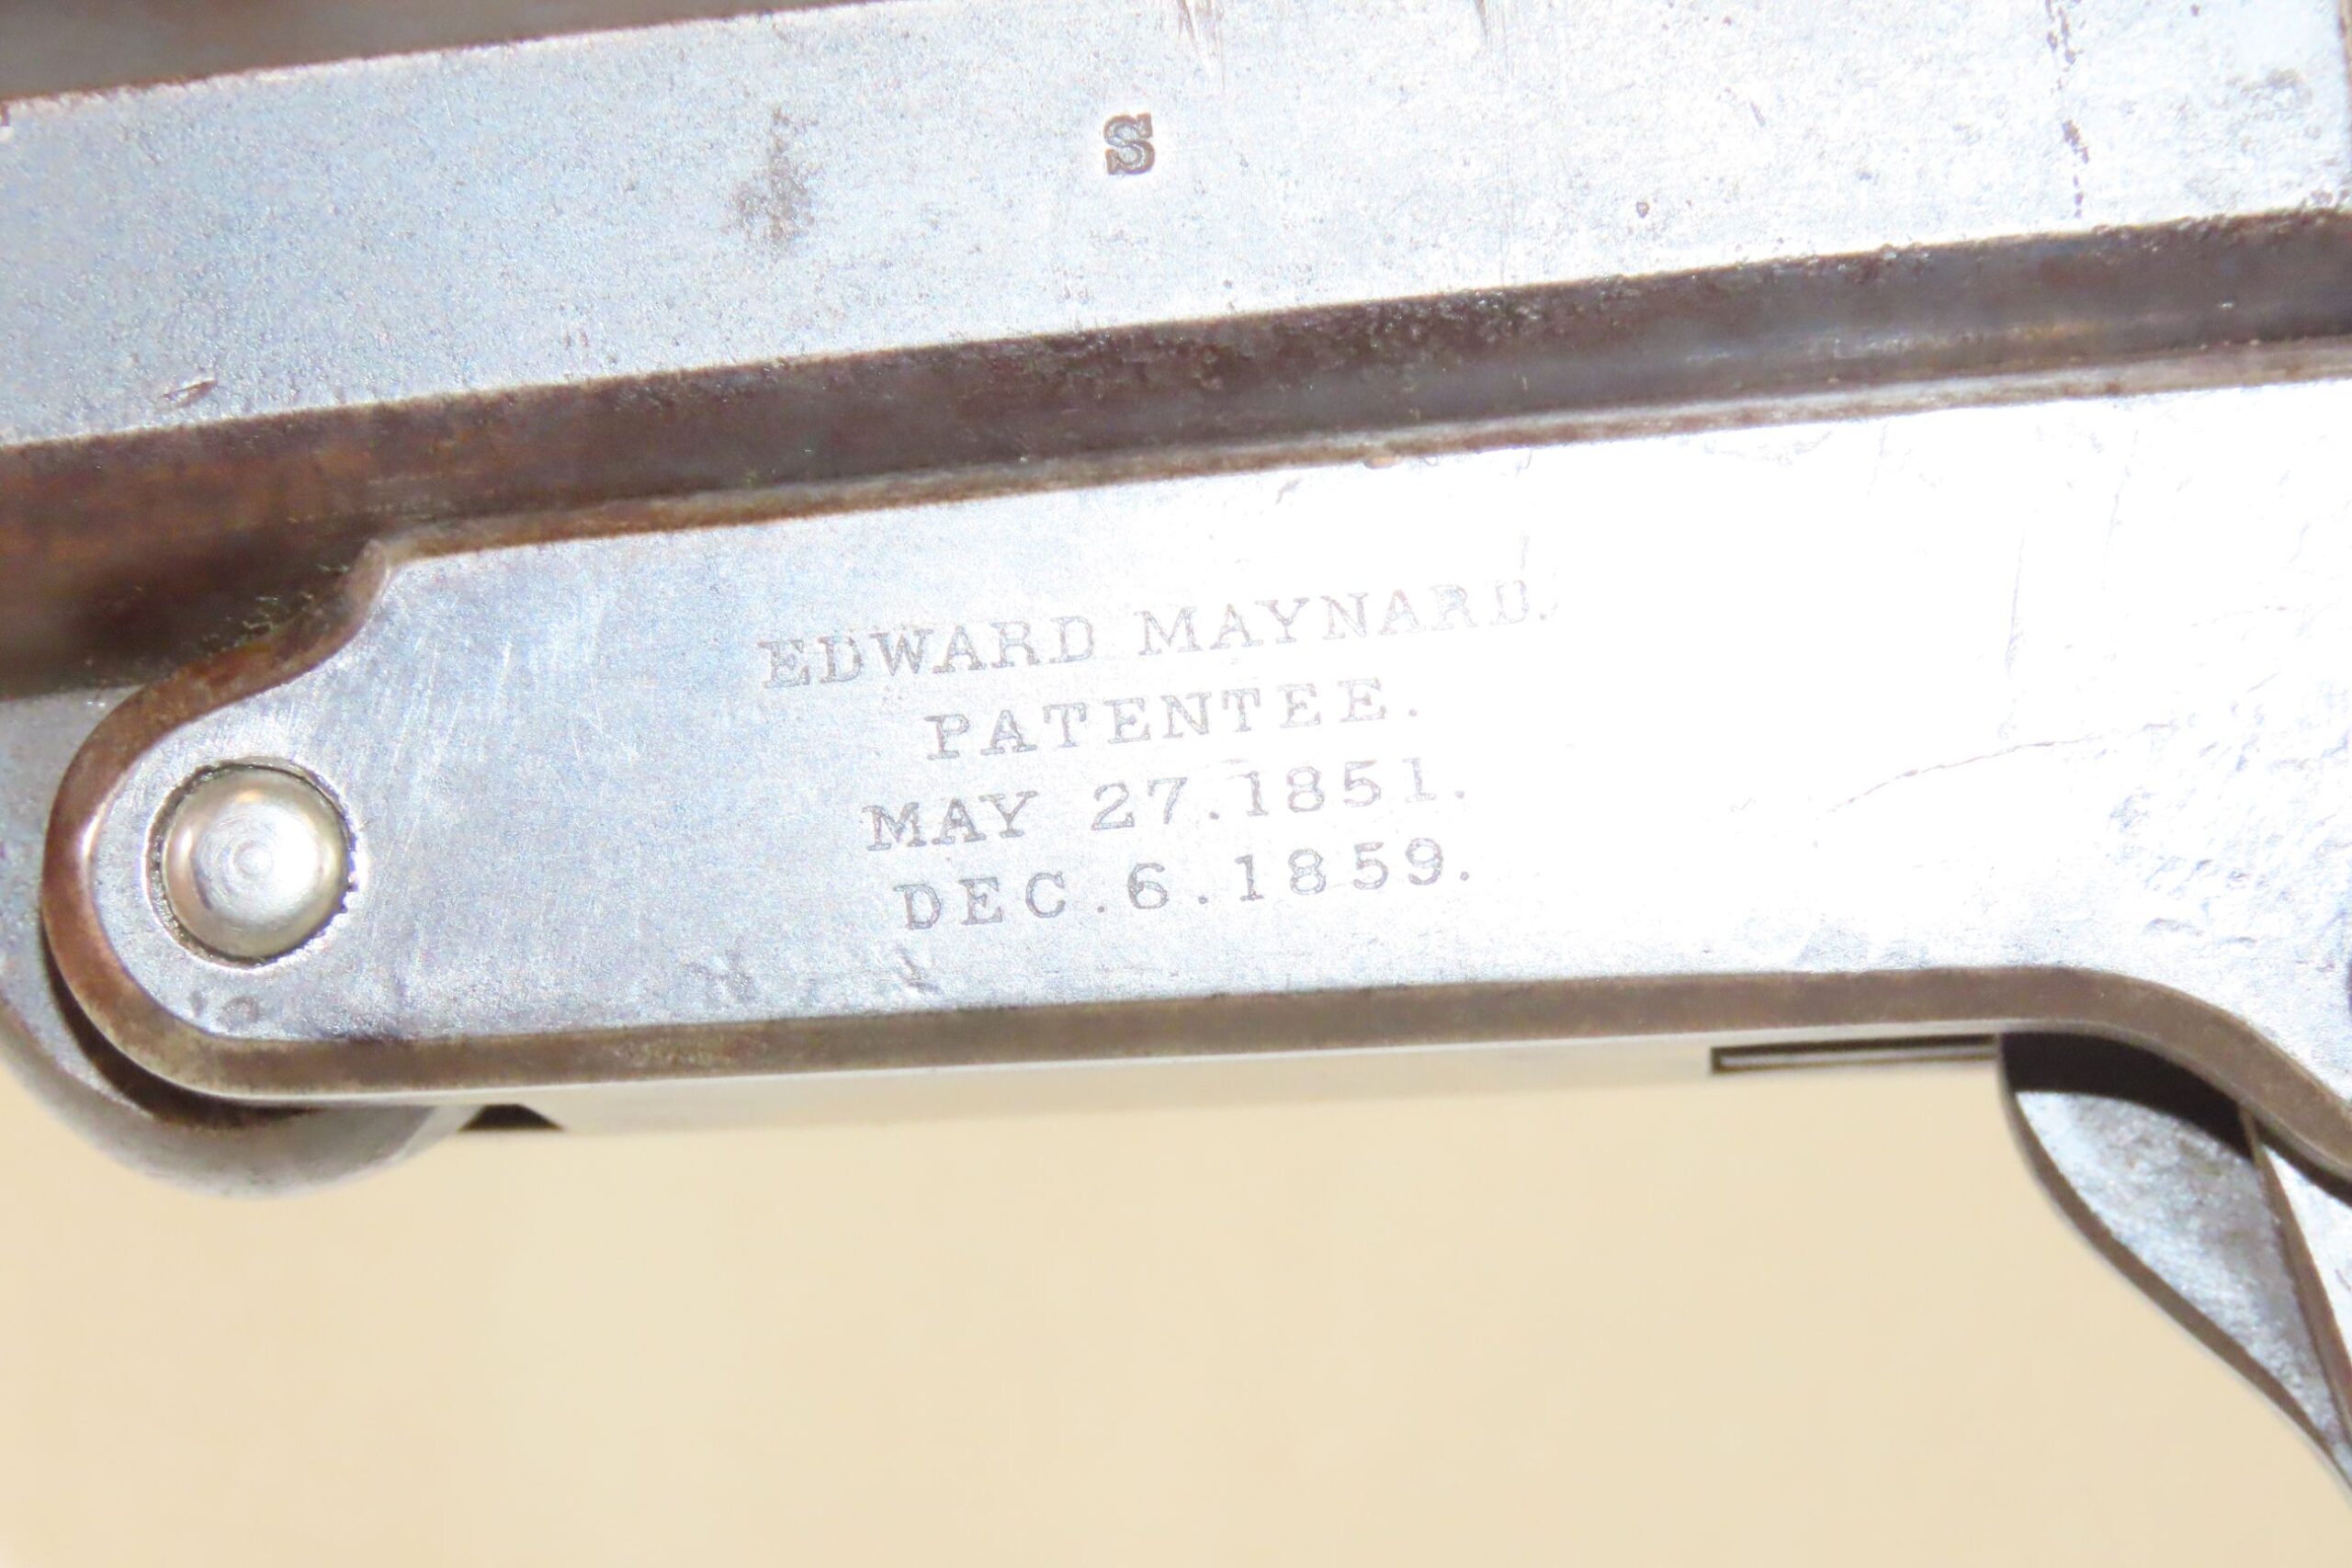 S
EDWARD MAYNARD.
PATENTEE.
MAY 27.1851.
DEC.6.1859.